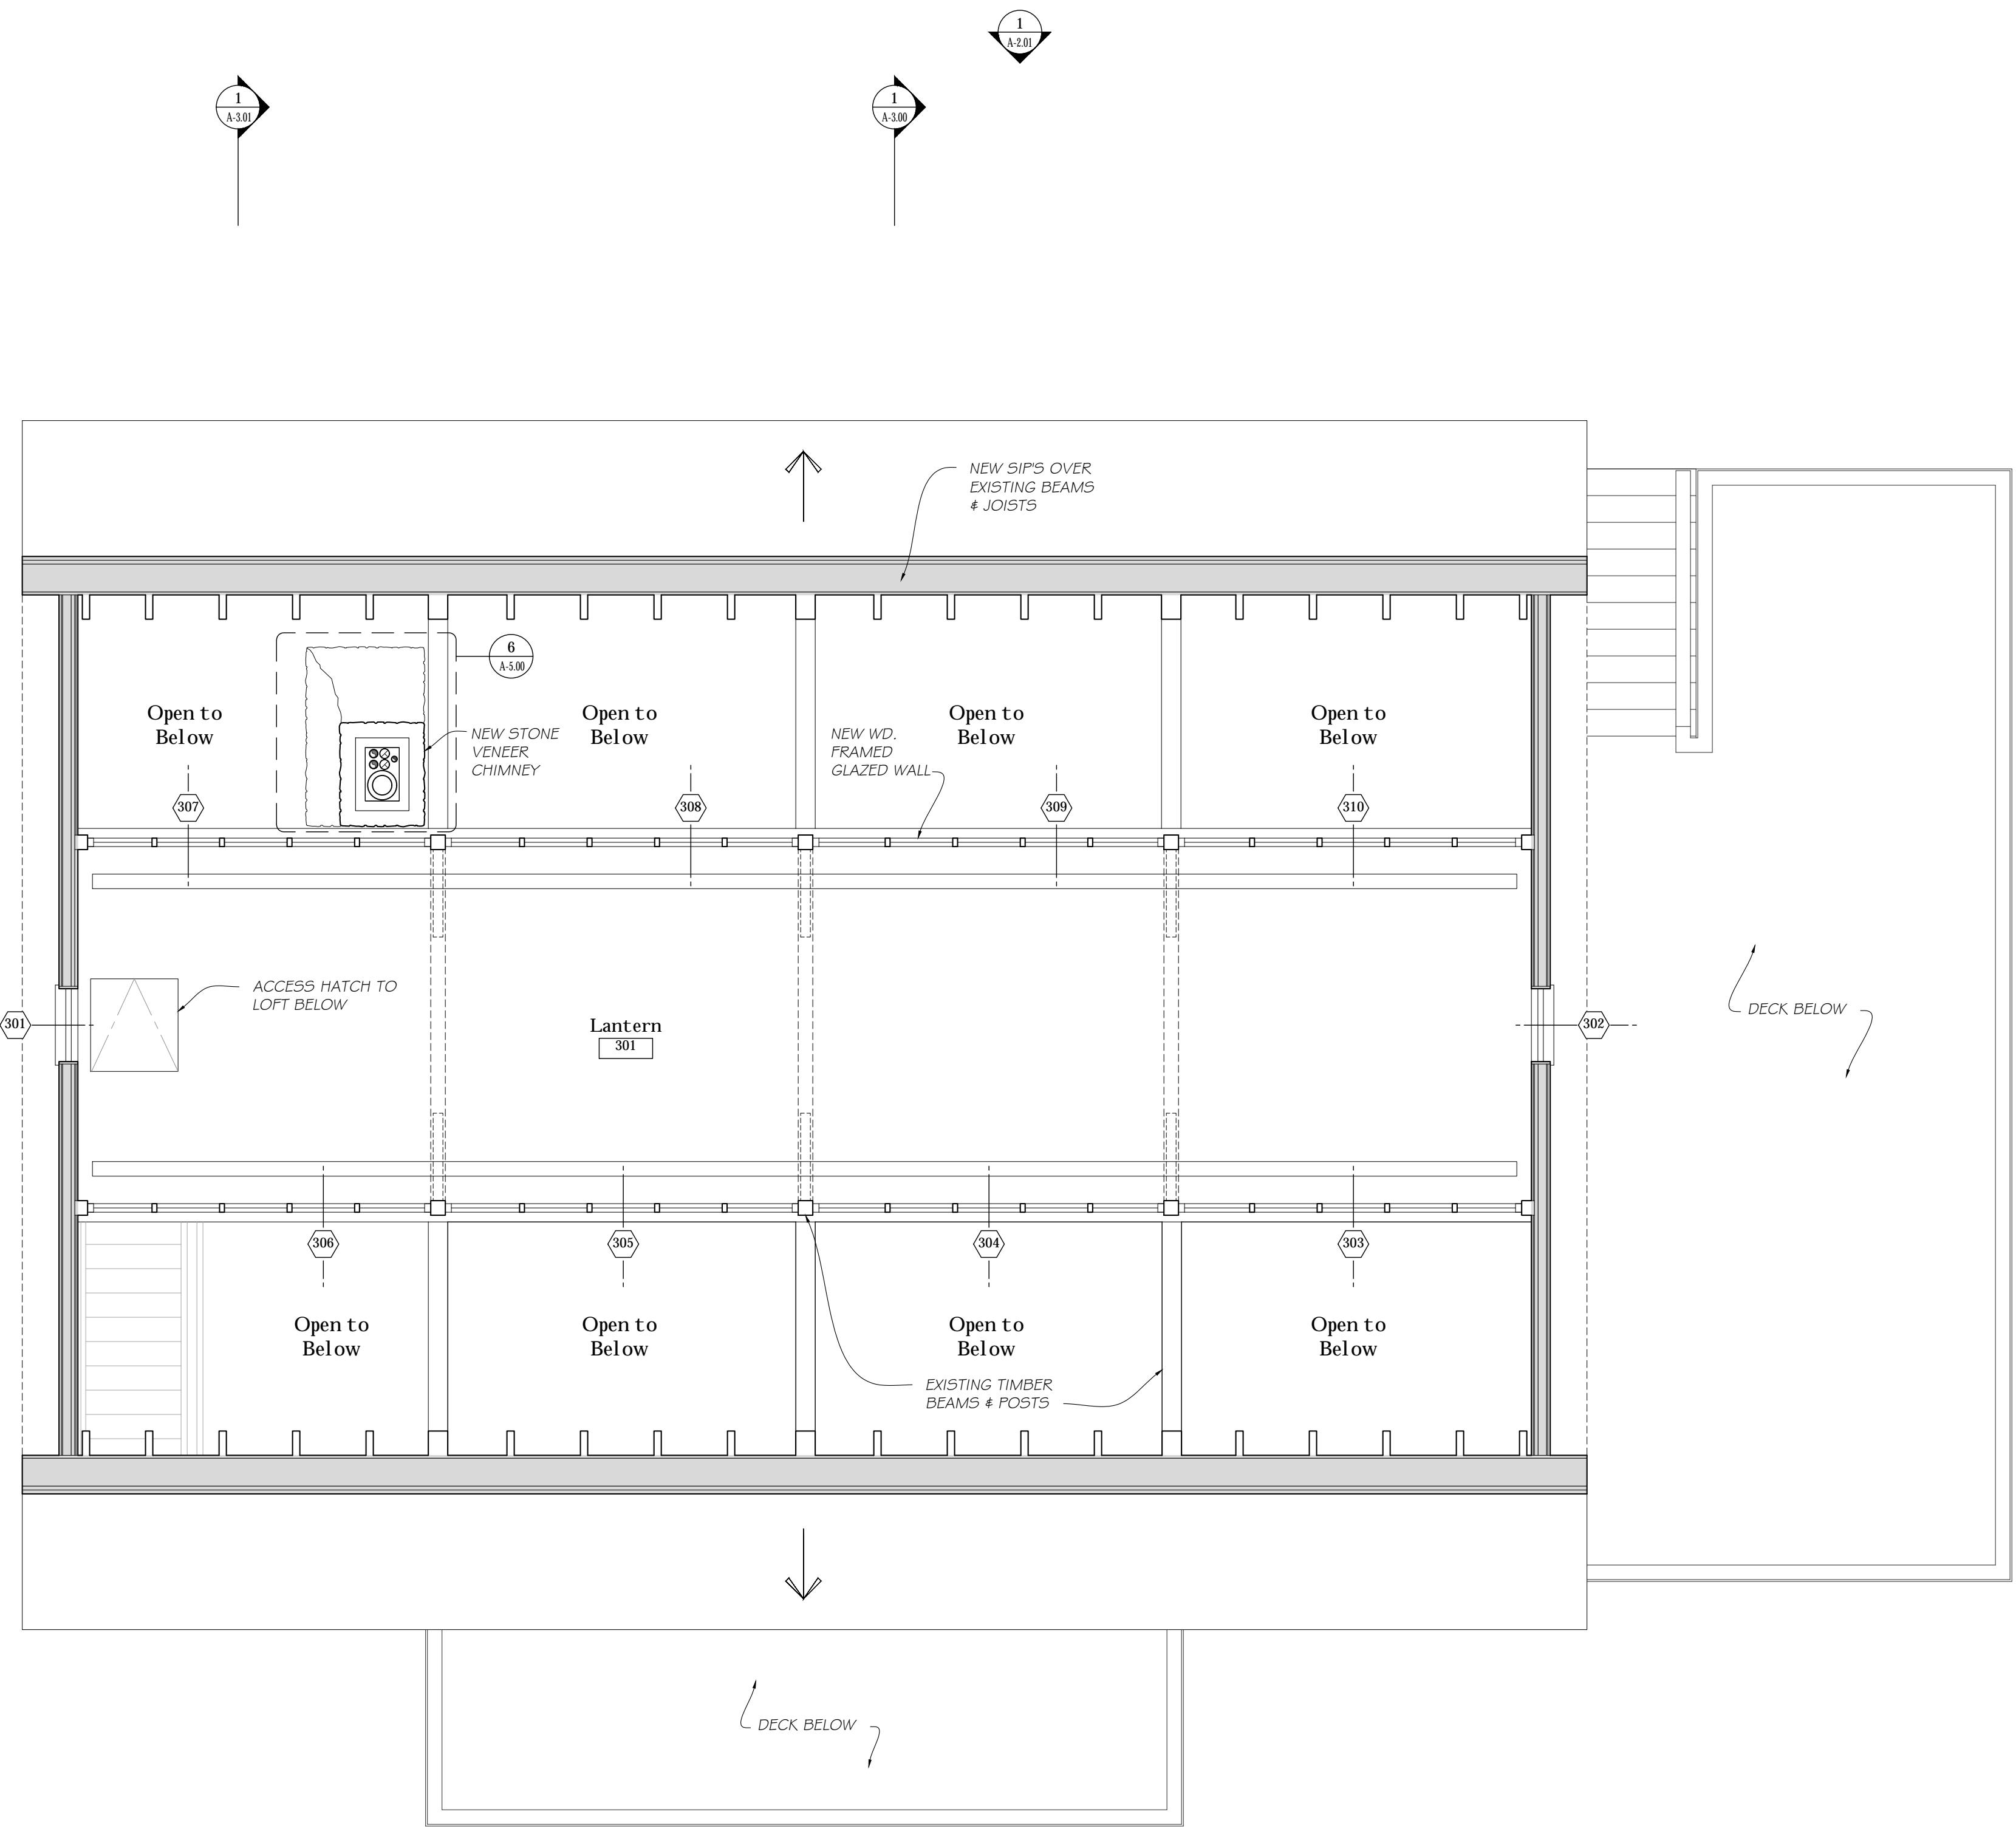 1
A-2.01
1
A-3.01
1
A-3.00
NEW SIP'S OVER
EXISTING BEAMS
& JOISTS
6
A-5.00
Open to
Below
Open to
Below
Open to
Below
Open to
Below
NEW STONE
VENEER
CHIMNEY
NEW WD.
FRAMED
GLAZED WALL
307
308
309
310
ACCESS HATCH TO
LOFT BELOW
301
Lantern
301
302
DECK BELOW
306
305
304
303
Open to
Below
Open to
Below
Open to
Below
Open to
Below
EXISTING TIMBER
BEAMS & POSTS
DECK BELOW